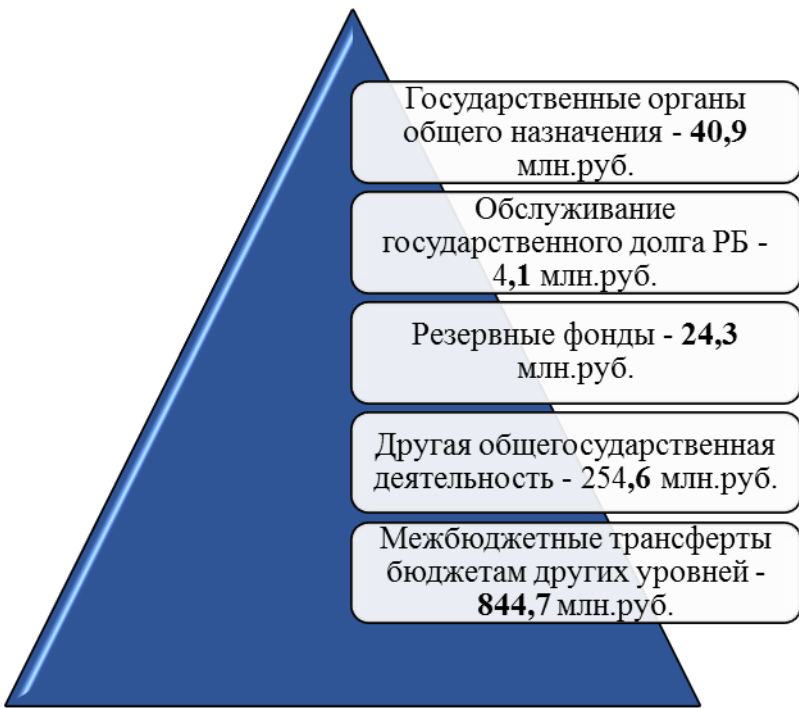 Государственные органы
общего назначения - 40,9
млн.руб.
Обслуживание
государственного долга РБ -
4,1 млн.руб.
Резервные фонды - 24,3
млн.руб.
Другая общегосударственная
деятельность - 254,6 млн.руб.
Межбюджетные трансферты
бюджетам других уровней -
844,7 млн.руб.